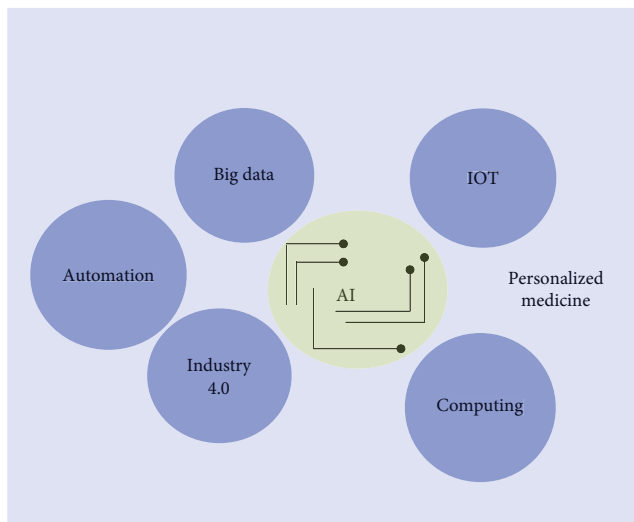 Big data
IOT
Automation
Personalized
medicine
AI
Industry
4.0
Computing